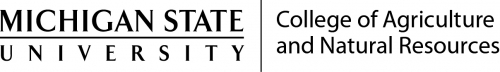 MICHIGAN STATE
UNIVERSITY
College of Agriculture
and Natural Resources